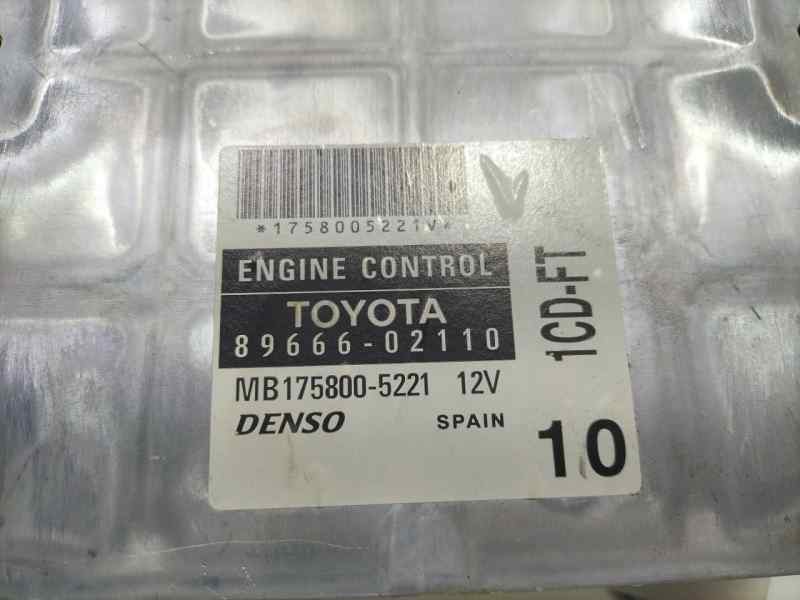 *1758005221V*
ENGINE CONTROL
TOYOTA
89666-02110
MB175800-5221 12V
DENSO SPAIN
1CD-FT
10
V